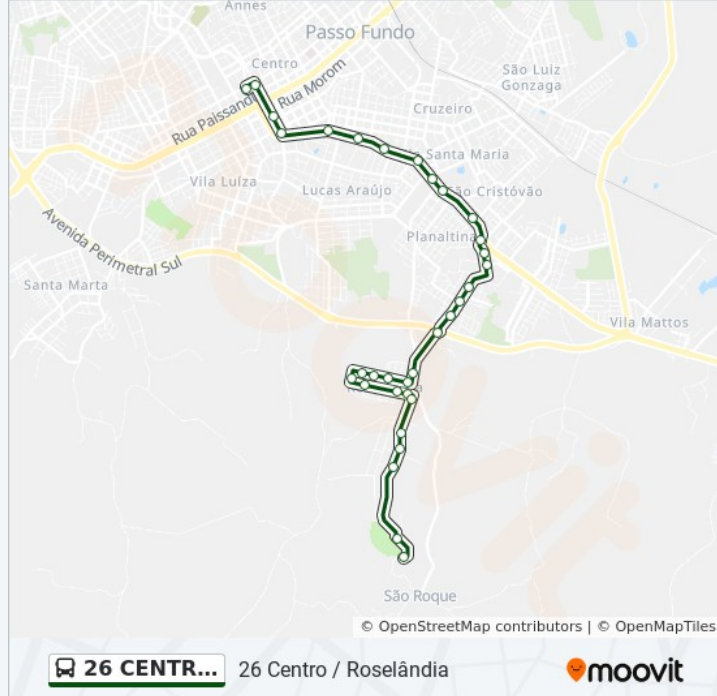 Annes
Passo Fundo
Centro
Rua Morom
São Luiz
Gonzaga
Rua Paissandu
Cruzeiro
Santa Maria
Vila Luíza
Lucas Araújo
São Cristóvão
Planaltina
Avenida Perimetral Sul
Santa Marta
Vila Mattos
São Roque
© OpenStreetMap contributors | © OpenMapTiles
26 CENTR...
26 Centro / Roselândia
moovit